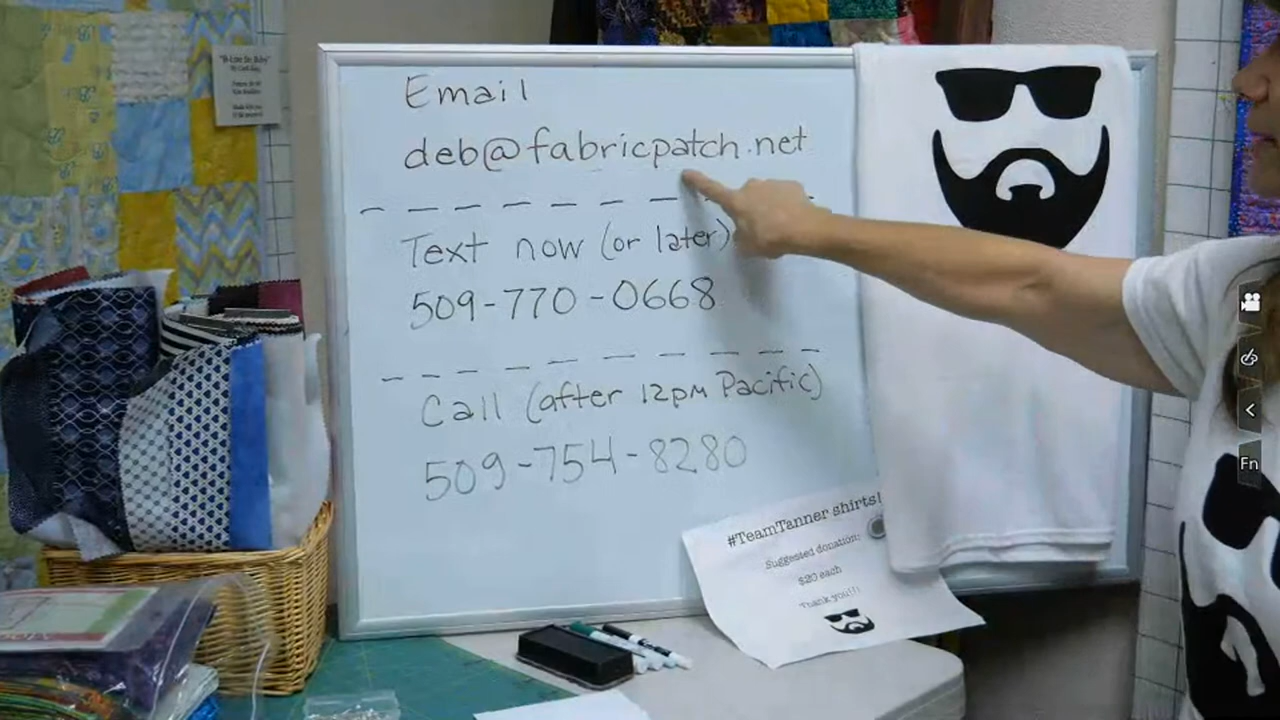 Email
deb@fabricpatch.net
Text now (or later)
509-770-0668
Call (after 12pm Pacific)
509-754-8280
#TeamTanner shirts!
Suggested donation:
$20 each
Thank you!!!
Fn